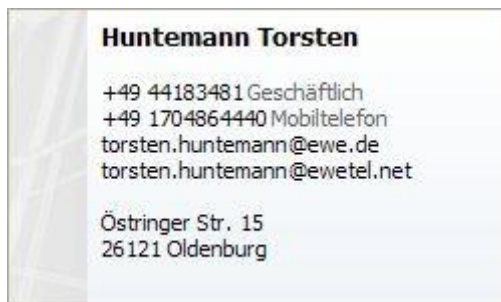 Huntemann Torsten
+49 44183481 Geschäftlich
+49 1704864440 Mobiltelefon
torsten.huntemann@ewe.de
torsten.huntemann@ewetel.net
Östringer Str. 15
26121 Oldenburg